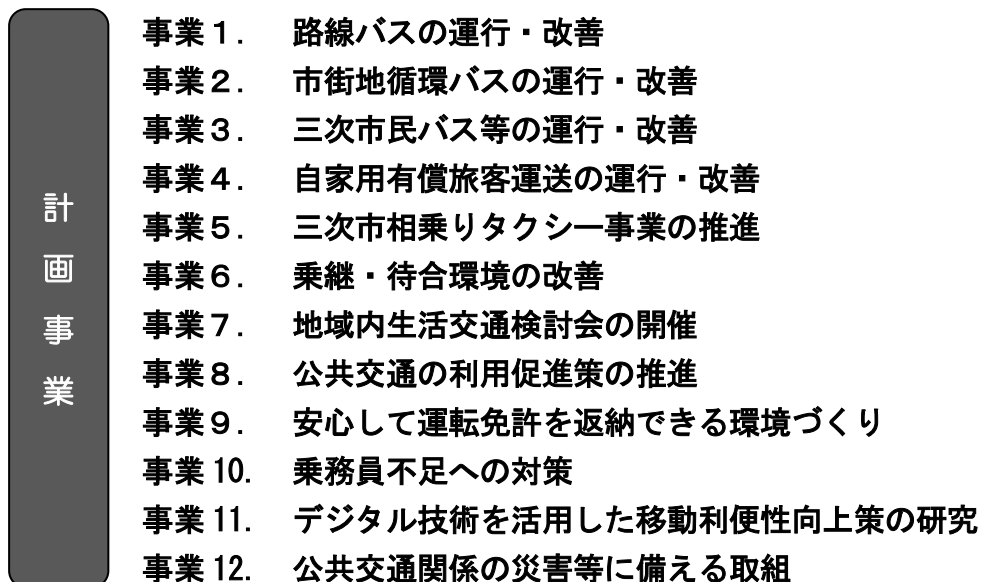 計画事業
事業１．　路線バスの運行・改善
事業２．　市街地循環バスの運行・改善
事業３．　三次市民バス等の運行・改善
事業４．　自家用有償旅客運送の運行・改善
事業５．　三次市相乗りタクシー事業の推進
事業６．　乗継・待合環境の改善
事業７．　地域内生活交通検討会の開催
事業８．　公共交通の利用促進策の推進
事業９．　安心して運転免許を返納できる環境づくり
事業 10.　乗務員不足への対策
事業 11.　デジタル技術を活用した移動利便性向上策の研究
事業 12.　公共交通関係の災害等に備える取組